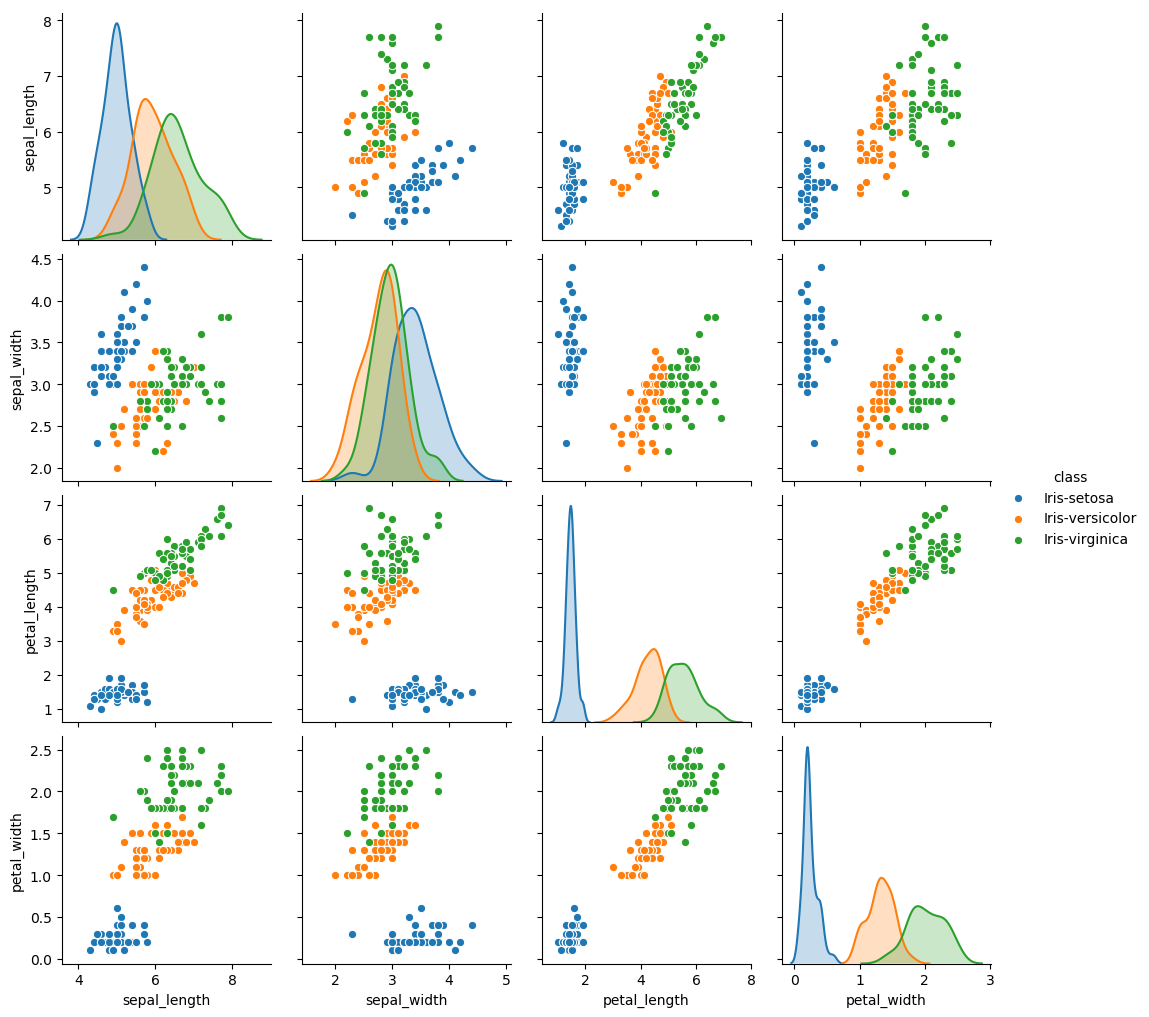 8
7
6
5
sepal_length
4.5
4.0
3.5
3.0
2.5
2.0
sepal_width
class
Iris-setosa
Iris-versicolor
Iris-virginica
7
6
5
4
3
2
1
petal_length
2.5
2.0
1.5
1.0
0.5
0.0
petal_width
4 6 8 2 3 4 5 2 4 6 8 0 1 2 3
sepal_length sepal_width petal_length petal_width